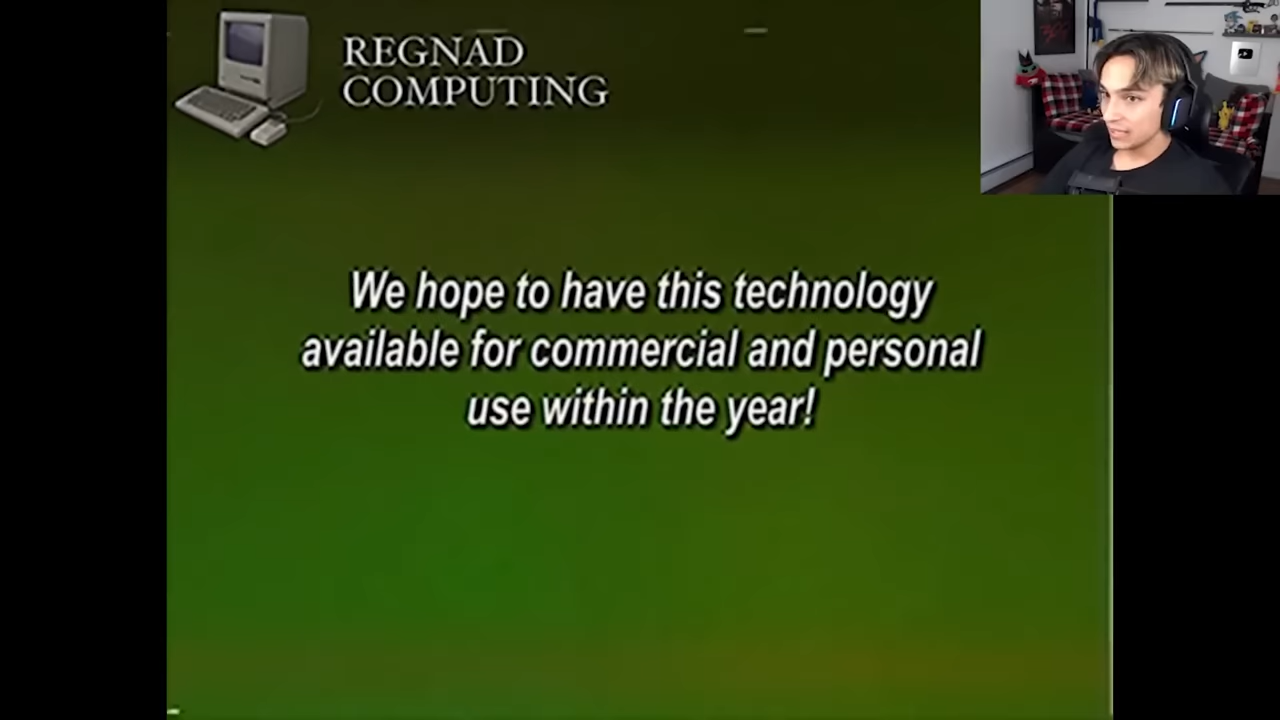 REGNAD
COMPUTING
We hope to have this technology
available for commercial and personal
use within the year!